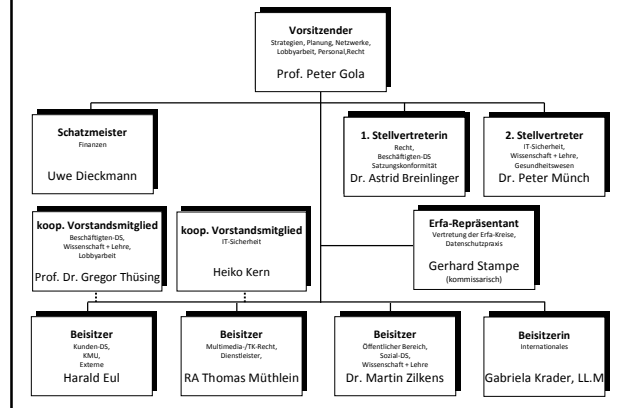 Vorsitzender
Strategien, Planung, Netzwerke,
Lobbyarbeit, Personal,Recht
Prof. Peter Gola
Schatzmeister
Finanzen
Uwe Dieckmann
1. Stellvertreterin
Recht,
Beschäftigten-DS
Satzungskonformität
Dr. Astrid Breinlinger
2. Stellvertreter
IT-Sicherheit,
Wissenschaft + Lehre,
Gesundheitswesen
Dr. Peter Münch
koop. Vorstandsmitglied
Beschäftigten-DS,
Wissenschaft + Lehre,
Lobbyarbeit
Prof. Dr. Gregor Thüsing
koop. Vorstandsmitglied
IT-Sicherheit
Heiko Kern
Erfa-Repräsentant
Vertretung der Erfa-Kreise,
Datenschutzpraxis
Gerhard Stampe
(kommissarisch)
Beisitzer
Kunden-DS,
KMU,
Externe
Harald Eul
Beisitzer
Multimedia-/TK-Recht,
Dienstleister,
RA Thomas Müthlein
Beisitzer
Öffentlicher Bereich,
Sozial-DS,
Wissenschaft + Lehre
Dr. Martin Zilkens
Beisitzerin
Internationales
Gabriela Krader, LL.M